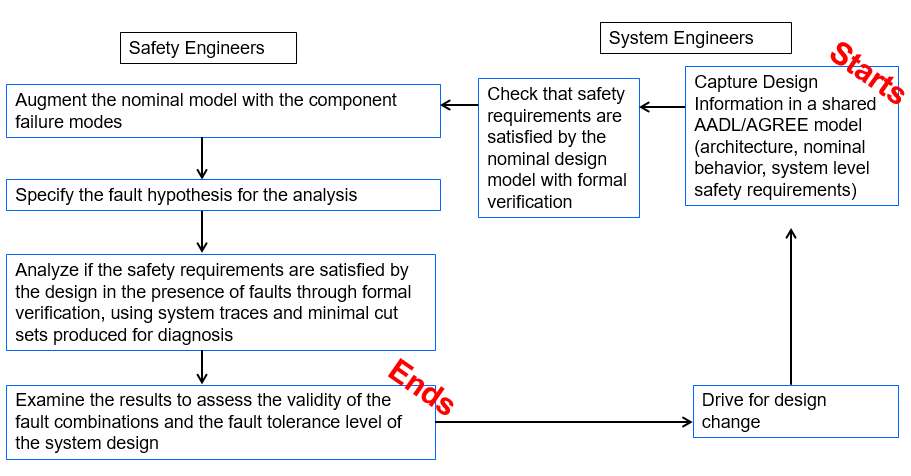 Safety Engineers
System Engineers
Starts
Capture Design
Information in a shared
AADL/AGREE model
(architecture, nominal
behavior, system level
safety requirements)
Check that safety
requirements are
satisfied by the
nominal design
model with formal
verification
Augment the nominal model with the component
failure modes
Specify the fault hypothesis for the analysis
Analyze if the safety requirements are satisfied by
the design in the presence of faults through formal
verification, using system traces and minimal cut
sets produced for diagnosis
Ends
Examine the results to assess the validity of the
fault combinations and the fault tolerance level of
the system design
Drive for design
change